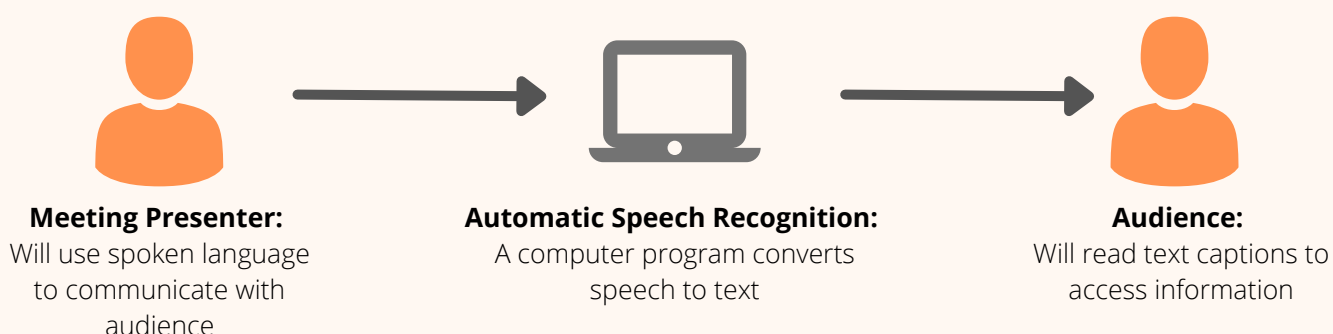 Meeting Presenter:
Will use spoken language
to communicate with
audience
Automatic Speech Recognition:
A computer program converts
speech to text
Audience:
Will read text captions to
access information